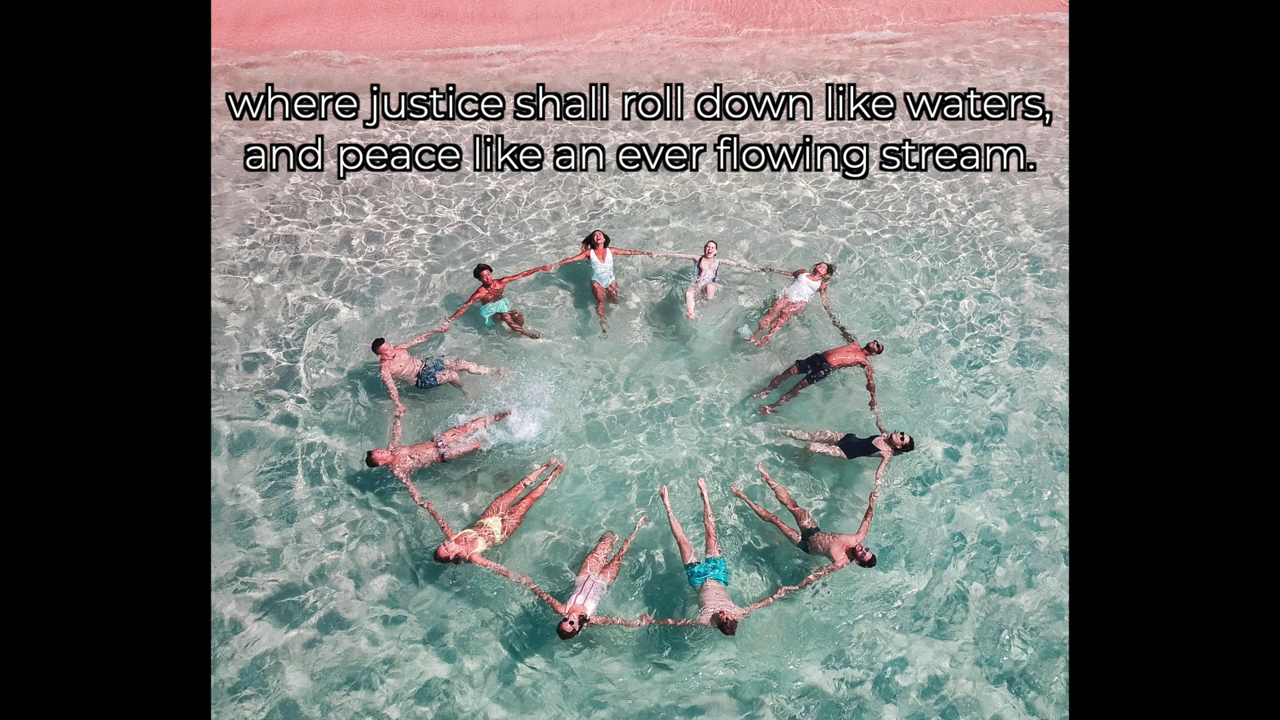 where justice shall roll down like waters,
and peace like an ever flowing stream.